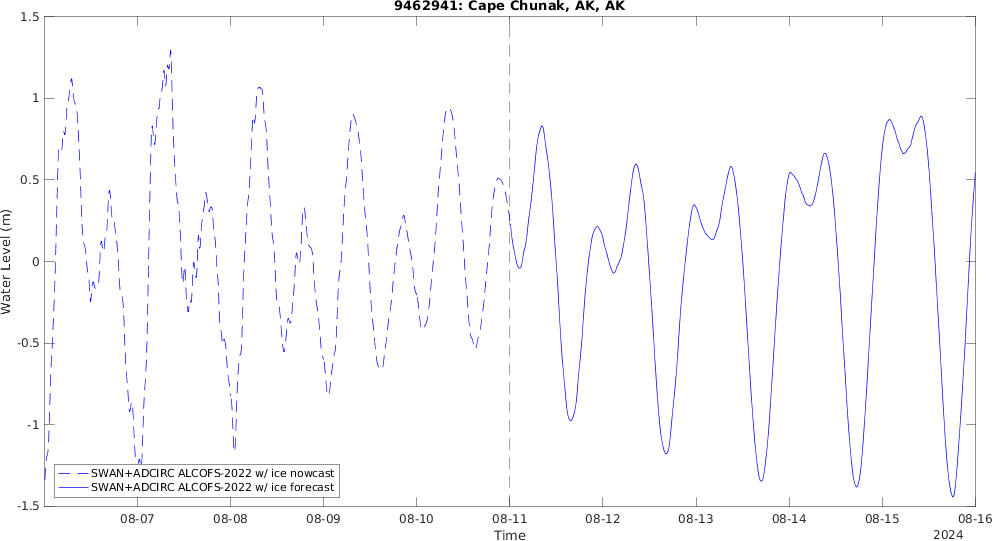 9462941: Cape Chunak, AK, AK
1.5
1
0.5
0
-0.5
-1
-1.5
Water Level (m)
SWAN+ADCIRC ALCOFS-2022 w/ ice nowcast
SWAN+ADCIRC ALCOFS-2022 w/ ice forecast
08-07 08-08 08-09 08-10 08-11 08-12 08-13 08-14 08-15 08-16
Time
2024